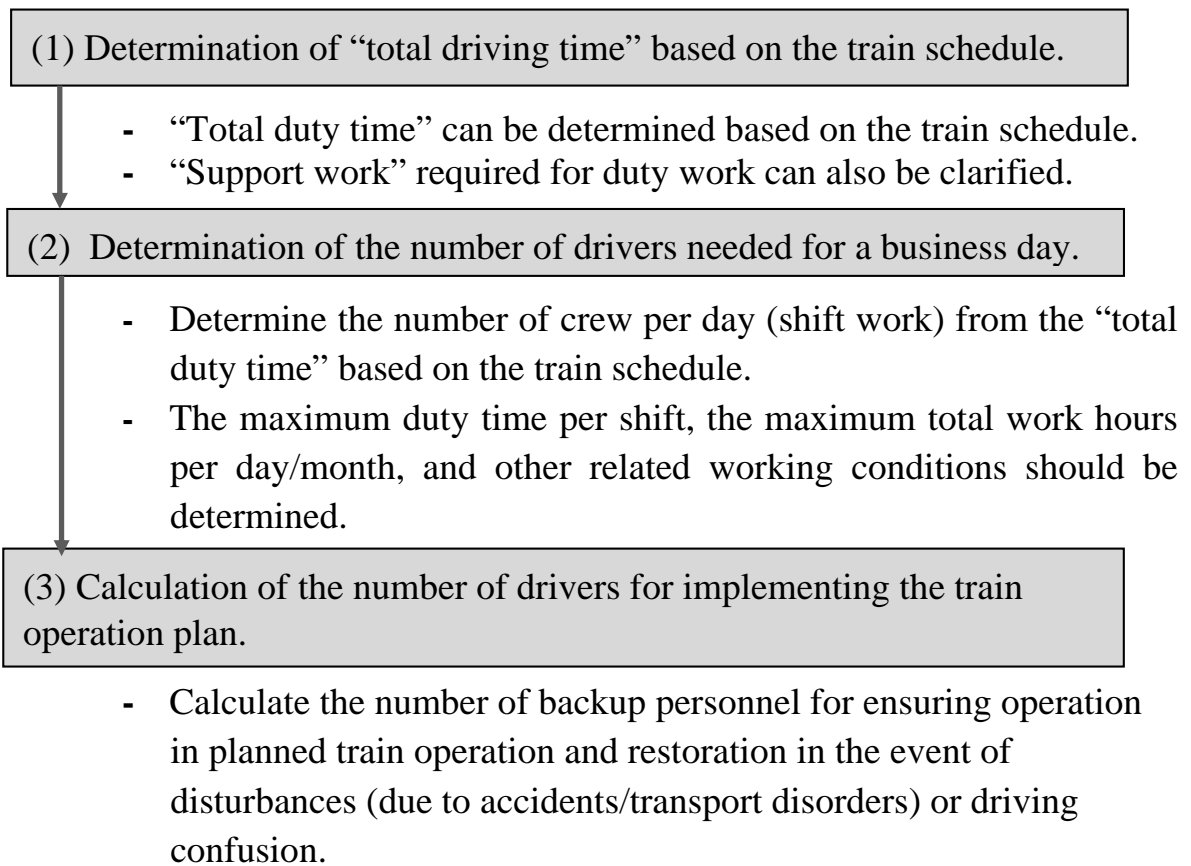 (1) Determination of “total driving time” based on the train schedule.
- “Total duty time” can be determined based on the train schedule.
- “Support work” required for duty work can also be clarified.
(2) Determination of the number of drivers needed for a business day.
- Determine the number of crew per day (shift work) from the “total
duty time” based on the train schedule.
- The maximum duty time per shift, the maximum total work hours
per day/month, and other related working conditions should be
determined.
(3) Calculation of the number of drivers for implementing the train
operation plan.
- Calculate the number of backup personnel for ensuring operation
in planned train operation and restoration in the event of
disturbances (due to accidents/transport disorders) or driving
confusion.